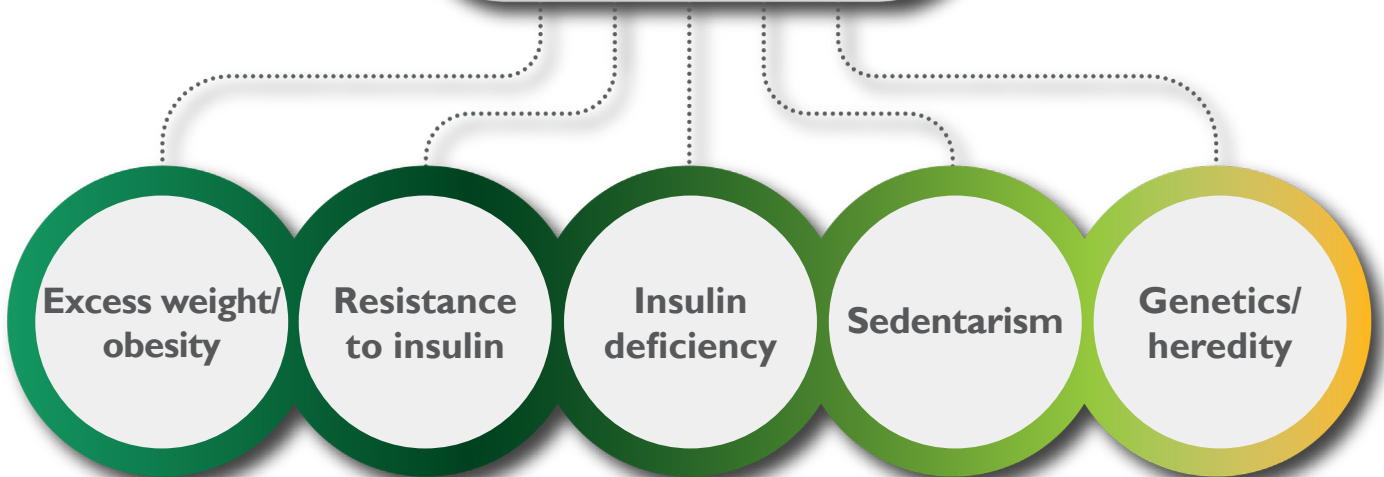 Excess weight/
obesity
Resistance
to insulin
Insulin
deficiency
Sedentarism
Genetics/
heredity